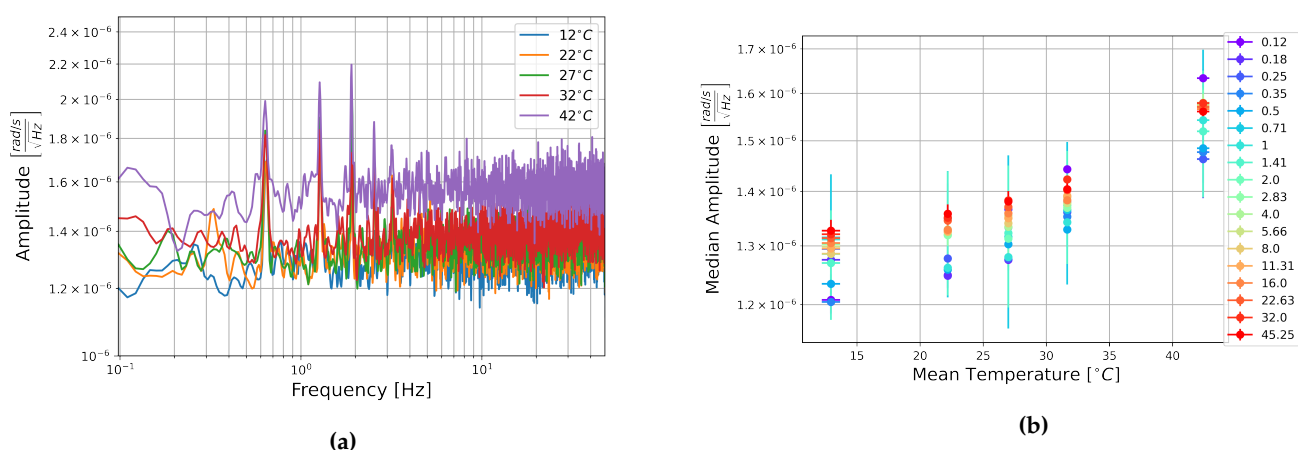 2.4 × 10⁻⁶
2.2 × 10⁻⁶
2 × 10⁻⁶
1.8 × 10⁻⁶
1.6 × 10⁻⁶
1.4 × 10⁻⁶
1.2 × 10⁻⁶
10⁻⁶
Amplitude [rad/s/√Hz]
10⁻¹ 10⁰ 10¹
Frequency [Hz]
12°C
22°C
27°C
32°C
42°C
(a)
1.7 × 10⁻⁶
1.6 × 10⁻⁶
1.5 × 10⁻⁶
1.4 × 10⁻⁶
1.3 × 10⁻⁶
1.2 × 10⁻⁶
Median Amplitude [rad/s/√Hz]
15 20 25 30 35 40
Mean Temperature [°C]
0.12
0.18
0.25
0.35
0.5
0.71
1
1.41
2.0
2.83
4.0
5.66
8.0
11.31
16.0
22.63
32.0
45.25
(b)